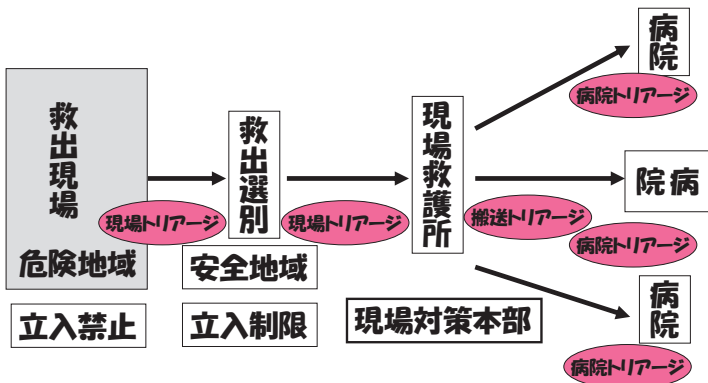 救出現場
危険地域
立入禁止
現場トリアージ
救出選別
安全地域
立入制限
現場トリアージ
現場救護所
現場対策本部
搬送トリアージ
病院
病院トリアージ
院病
病院トリアージ
病院
病院トリアージ